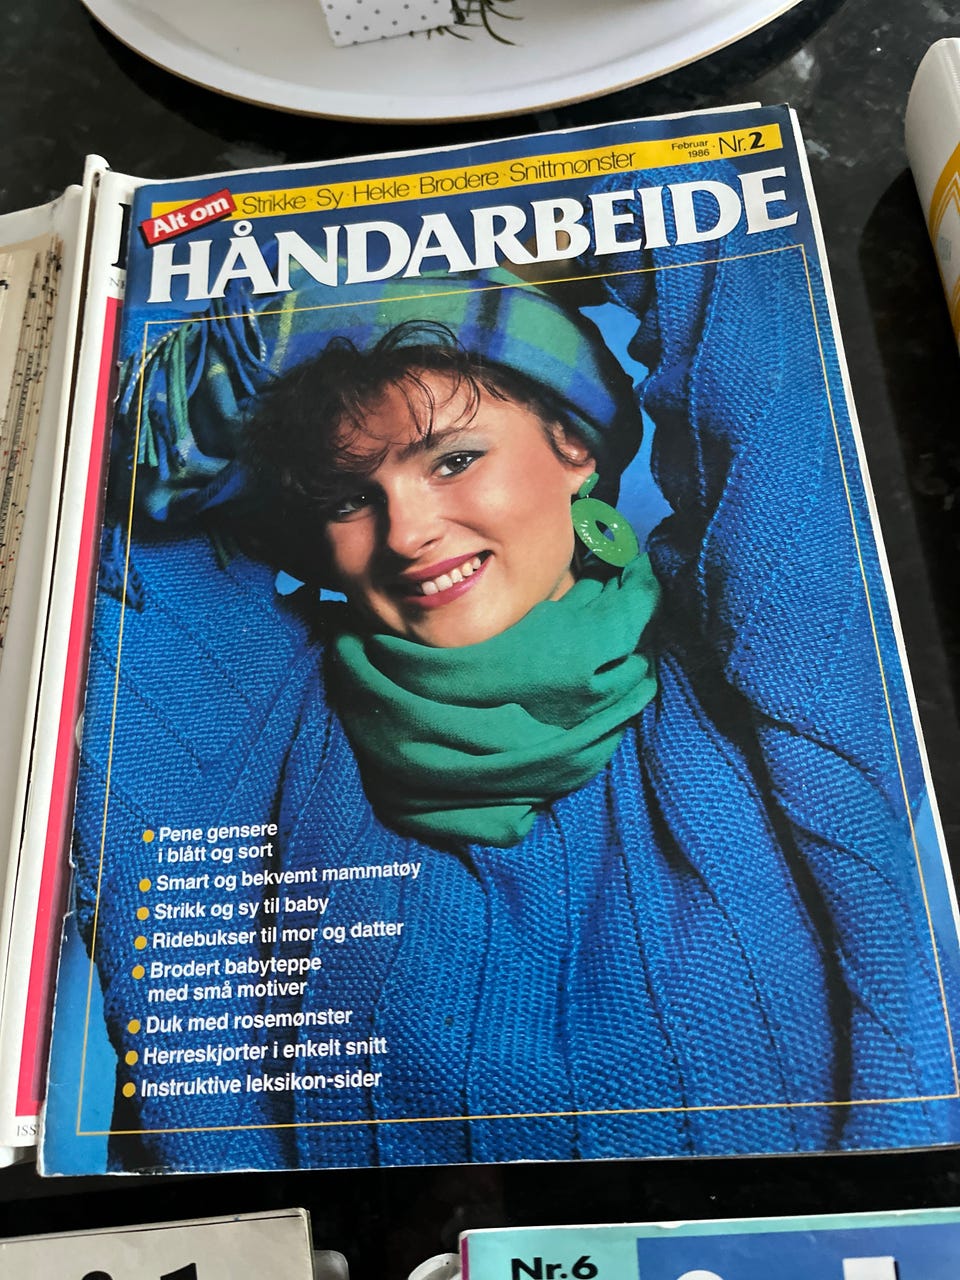 Alt om
Strikke · Sy · Hekle · Brodere · Snittmønster
Februar
1986
· Nr. 2
HÅNDARBEIDE
Pene gensere
i blått og sort
Smart og bekvemt mammatøy
Strikk og sy til baby
Ridebukser til mor og datter
Brodert babyteppe
med små motiver
Duk med rosemønster
Herreskjorter i enkelt snitt
Instruktive leksikon-sider
ISS
Nr.6